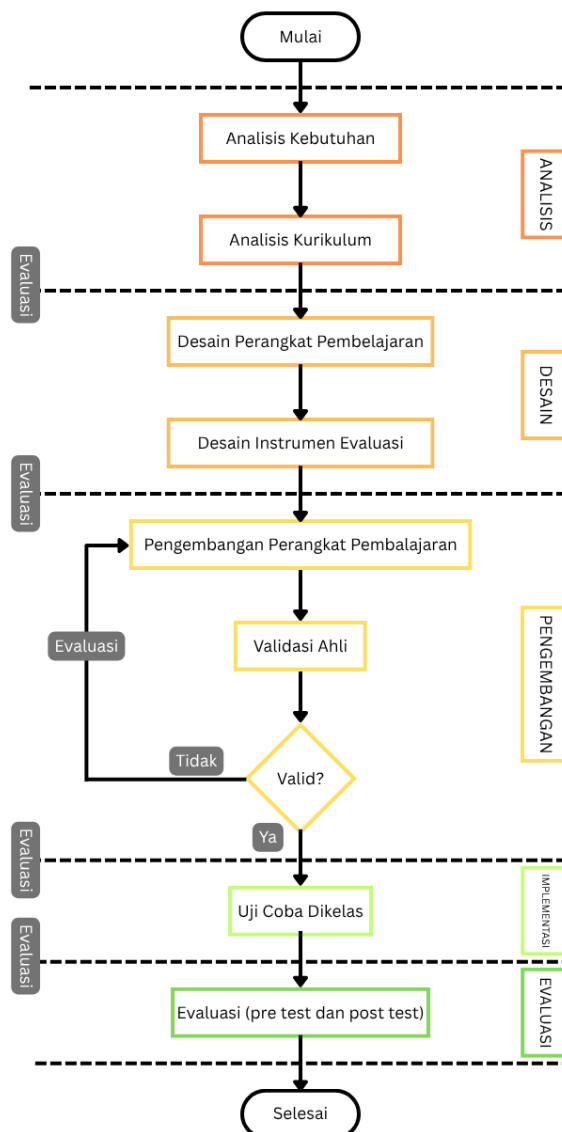 Mulai
Analisis Kebutuhan
ANALISIS
Analisis Kurikulum
Evaluasi
Desain Perangkat Pembelajaran
DESAIN
Desain Instrumen Evaluasi
Evaluasi
Pengembangan Perangkat Pembalajaran
Evaluasi
Validasi Ahli
PENGEMBANGAN
Tidak
Valid?
Ya
Evaluasi
Uji Coba Dikelas
IMPLEMENTASI
Evaluasi
Evaluasi (pre test dan post test)
EVALUASI
Selesai